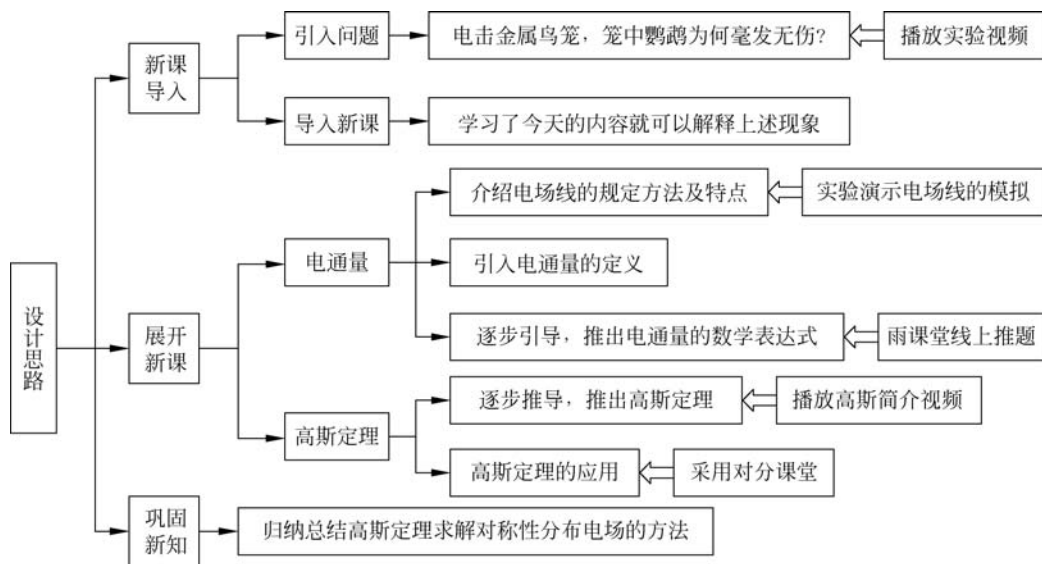 设计思路
新课
导入
引入问题
电击金属鸟笼，笼中鹦鹉为何毫发无伤？
播放实验视频
导入新课
学习了今天的内容就可以解释上述现象
展开
新课
电通量
介绍电场线的规定方法及特点
实验演示电场线的模拟
引入电通量的定义
逐步引导，推出电通量的数学表达式
雨课堂线上推题
高斯定理
逐步推导，推出高斯定理
播放高斯简介视频
高斯定理的应用
采用对分课堂
巩固
新知
归纳总结高斯定理求解对称性分布电场的方法